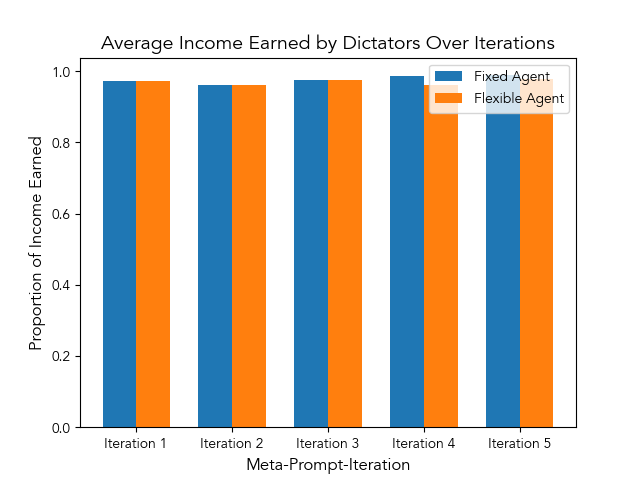 Average Income Earned by Dictators Over Iterations
1.0
0.8
0.6
0.4
0.2
0.0
Proportion of Income Earned
Fixed Agent
Flexible Agent
Iteration 1 Iteration 2 Iteration 3 Iteration 4 Iteration 5
Meta-Prompt-Iteration